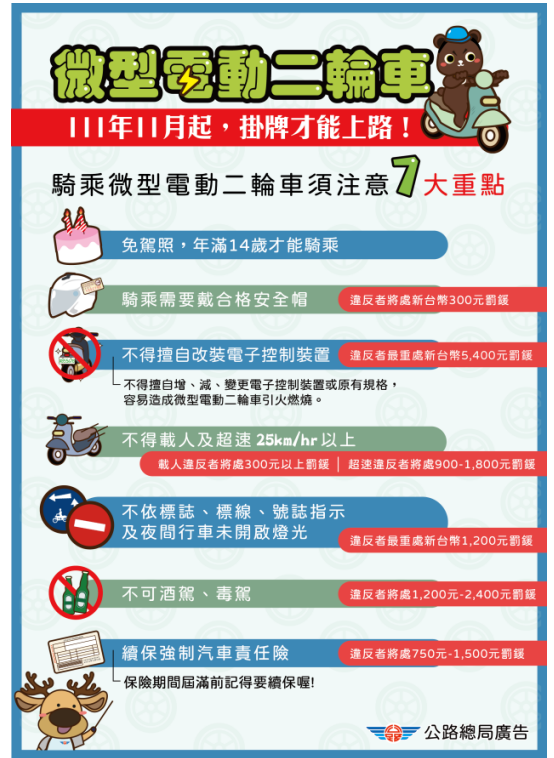 微型電動二輪車
111年11月起，掛牌才能上路！
騎乘微型電動二輪車須注意7大重點
免駕照，年滿14歲才能騎乘
騎乘需要戴合格安全帽
違反者將處新台幣300元罰鍰
不得擅自改裝電子控制裝置
違反者最重處新台幣5,400元罰鍰
不得擅自增、減、變更電子控制裝置或原有規格，
容易造成微型電動二輪車引火燃燒。
不得載人及超速25km/hr以上
載人違反者將處300元以上罰鍰｜超速違反者將處900-1,800元罰鍰
不依標誌、標線、號誌指示
及夜間行車未開啟燈光
違反者最重處新台幣1,200元罰鍰
不可酒駕、毒駕
違反者將處1,200元-2,400元罰鍰
續保強制汽車責任險
違反者將處750元-1,500元罰鍰
保險期間屆滿前記得要續保喔!
公路總局廣告